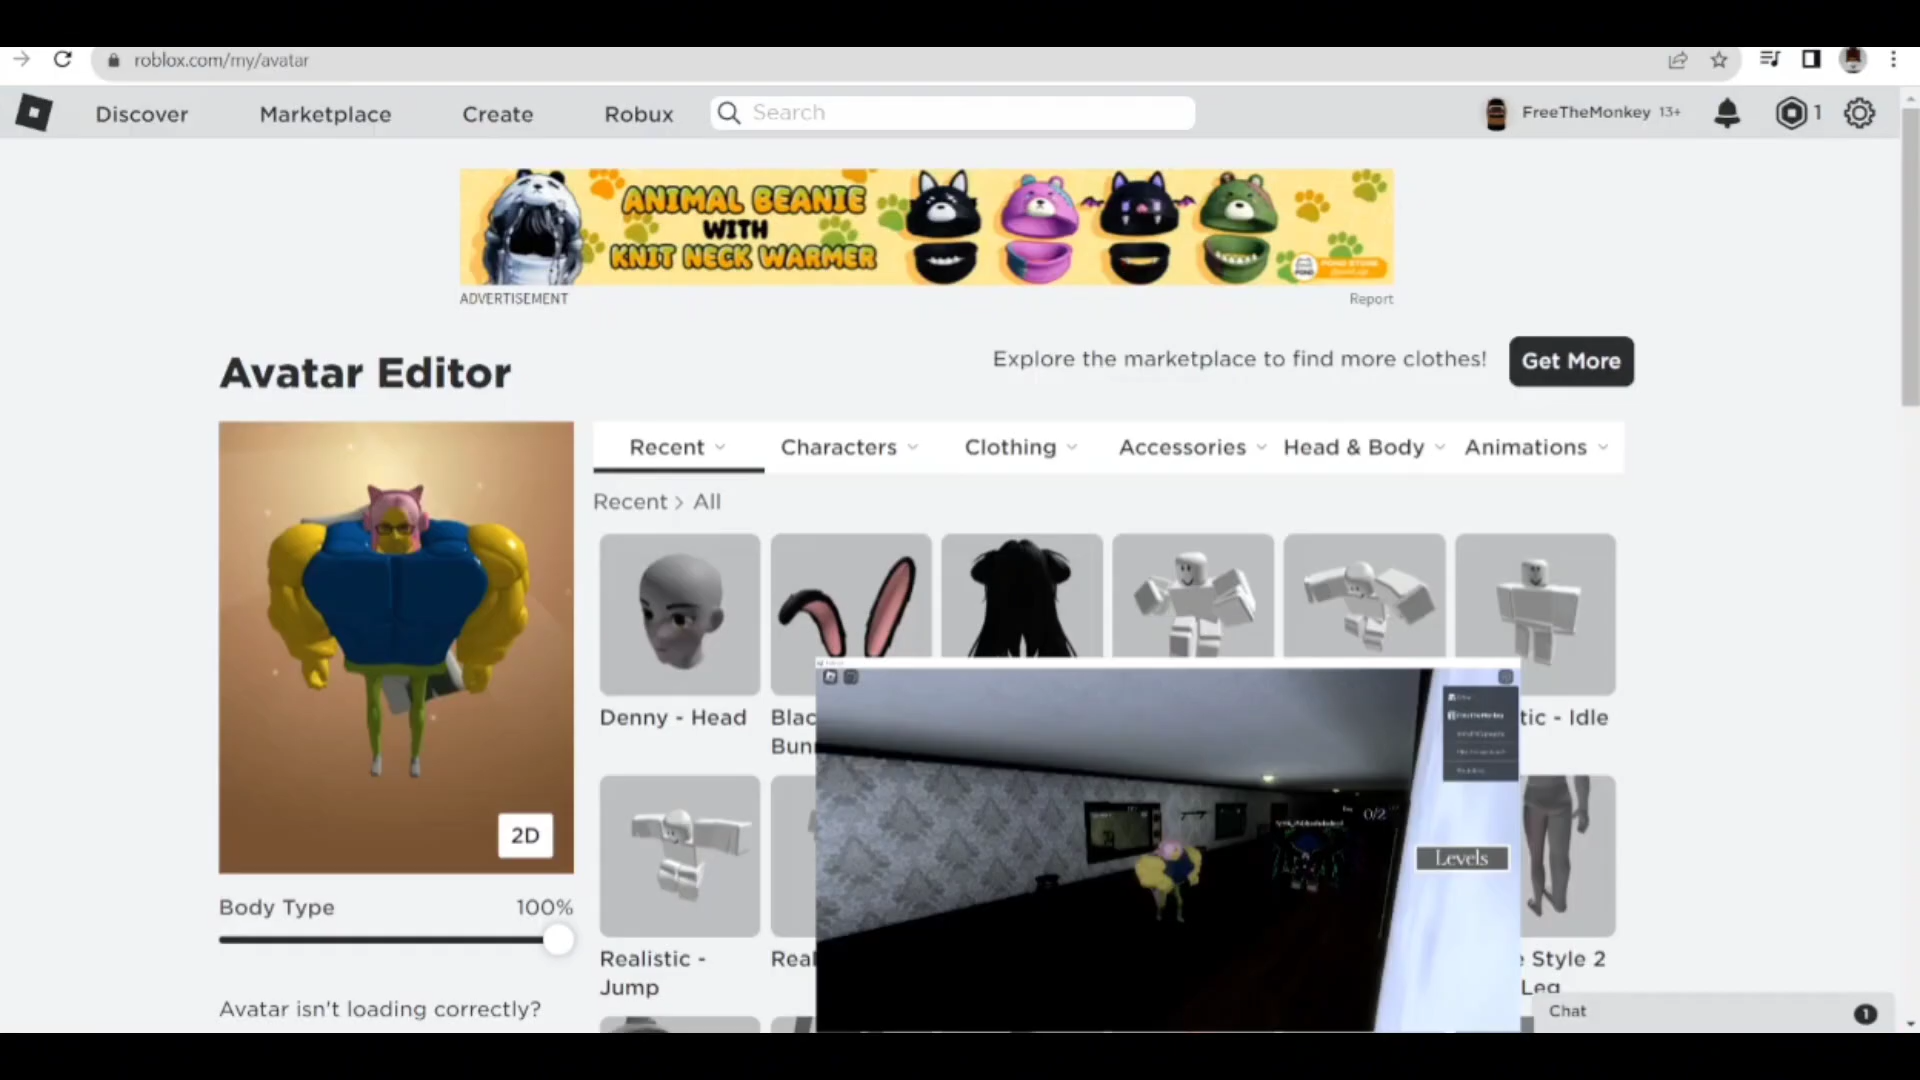 roblox.com/my/avatar
Discover
Marketplace
Create
Robux
Search
FreeTheMonkey 13+
1
ANIMAL BEANIE
WITH
KNIT NECK WARMER
POND STORE
ADVERTISEMENT
Report
Avatar Editor
Explore the marketplace to find more clothes!
Get More
Recent
Characters
Clothing
Accessories
Head & Body
Animations
Recent > All
Denny - Head
Blac
Bun
tic - Idle
2D
Body Type
100%
0/2
Levels
Realistic -
Jump
Real
Style 2
Leg
Avatar isn't loading correctly?
Chat
1